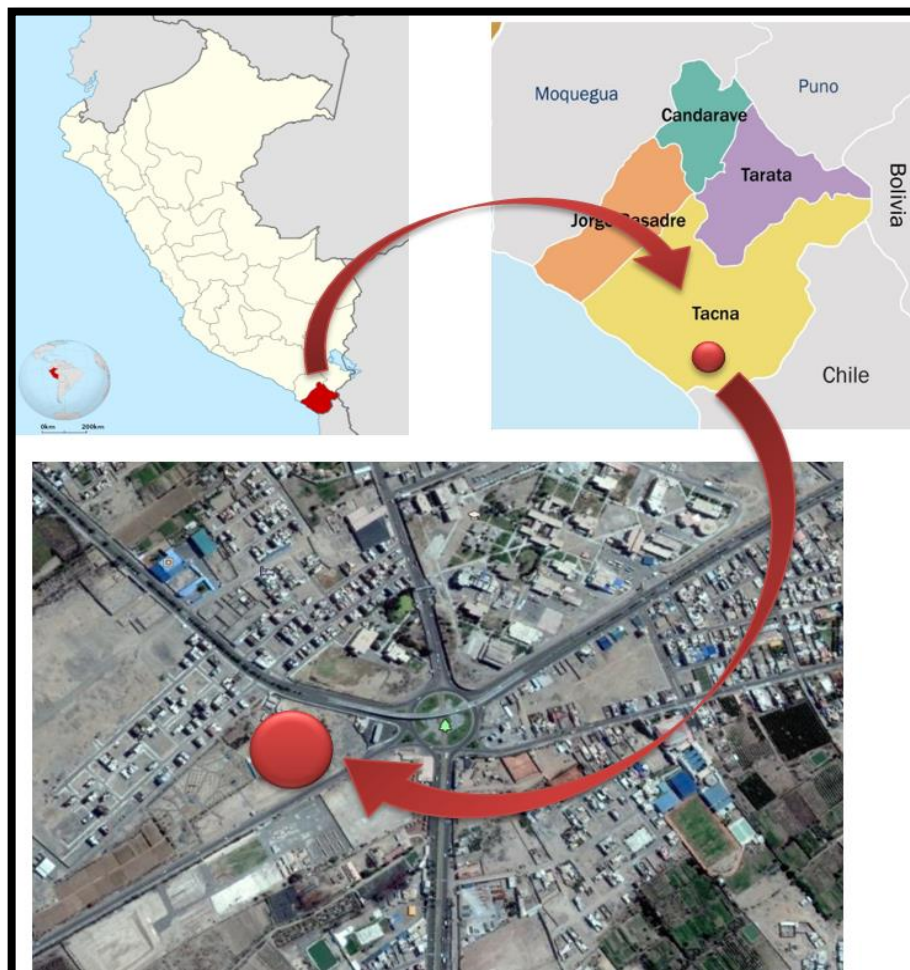 Moquegua
Puno
Candarave
Tarata
Bolivia
Jorge Basadre
Tacna
Chile
0km 200km